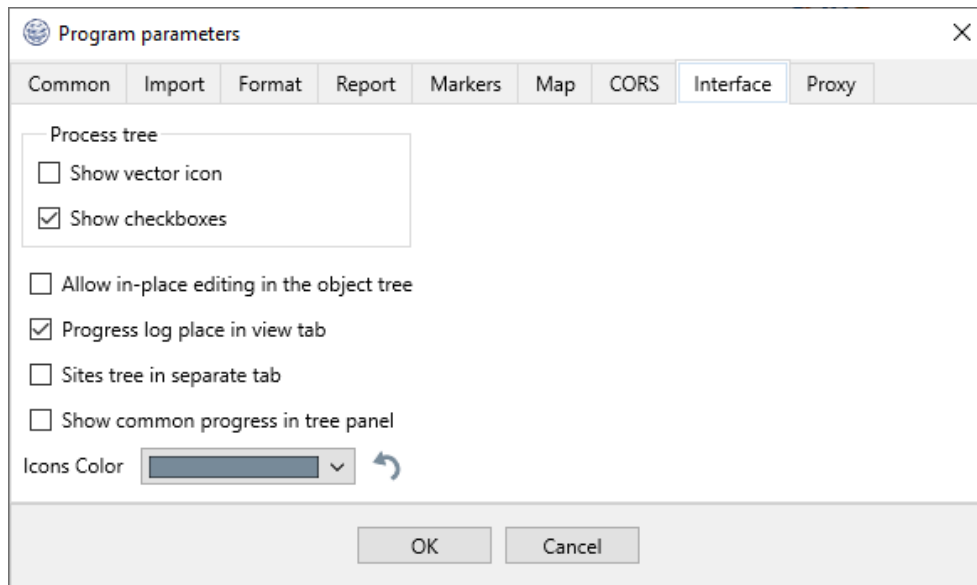 Program parameters
Common Import Format Report Markers Map CORS Interface Proxy
Process tree
Show vector icon
Show checkboxes
Allow in-place editing in the object tree
Progress log place in view tab
Sites tree in separate tab
Show common progress in tree panel
Icons Color
OK Cancel